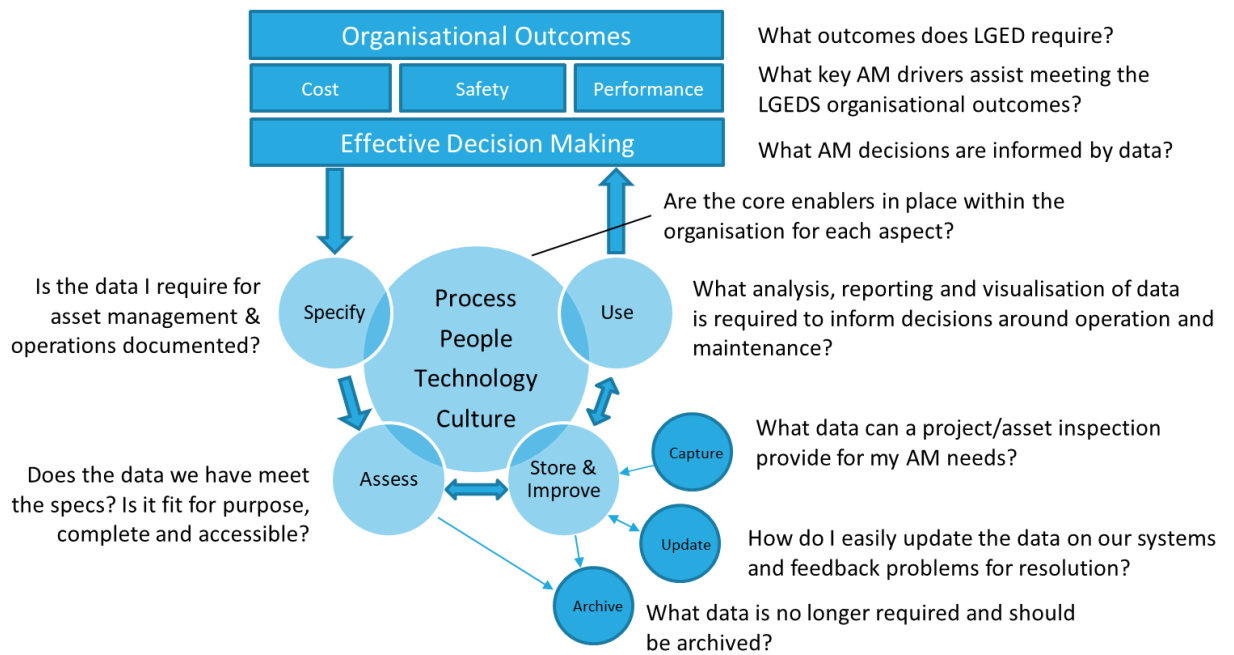 Organisational Outcomes
What outcomes does LGED require?
Cost
Safety
Performance
What key AM drivers assist meeting the
LGEDS organisational outcomes?
Effective Decision Making
What AM decisions are informed by data?
Are the core enablers in place within the
organisation for each aspect?
Is the data I require for
asset management &
operations documented?
Specify
Process
People
Technology
Culture
Use
What analysis, reporting and visualisation of data
is required to inform decisions around operation and
maintenance?
Does the data we have meet
the specs? Is it fit for purpose,
complete and accessible?
Assess
Store &
Improve
Capture
What data can a project/asset inspection
provide for my AM needs?
Update
How do I easily update the data on our systems
and feedback problems for resolution?
Archive
What data is no longer required and should
be archived?